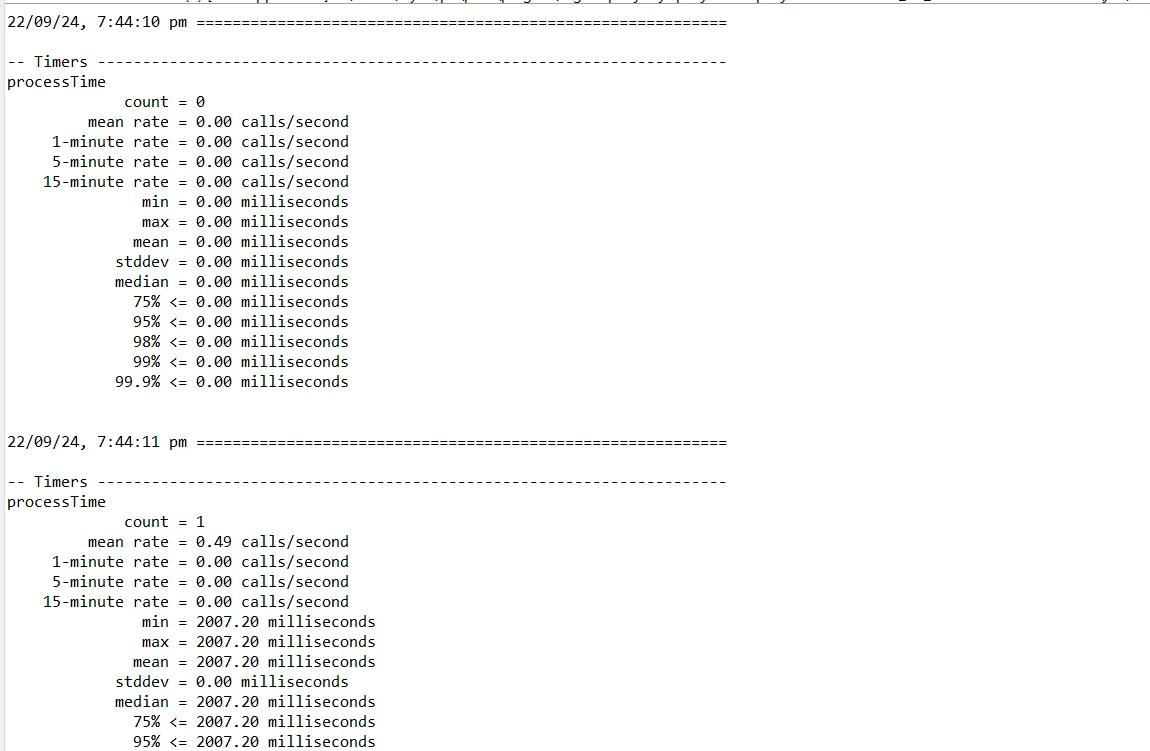 22/09/24, 7:44:10 pm ===========================================================
-- Timers ----------------------------------------------------------------------
processTime
count = 0
mean rate = 0.00 calls/second
1-minute rate = 0.00 calls/second
5-minute rate = 0.00 calls/second
15-minute rate = 0.00 calls/second
min = 0.00 milliseconds
max = 0.00 milliseconds
mean = 0.00 milliseconds
stddev = 0.00 milliseconds
median = 0.00 milliseconds
75% <= 0.00 milliseconds
95% <= 0.00 milliseconds
98% <= 0.00 milliseconds
99% <= 0.00 milliseconds
99.9% <= 0.00 milliseconds
22/09/24, 7:44:11 pm ===========================================================
-- Timers ----------------------------------------------------------------------
processTime
count = 1
mean rate = 0.49 calls/second
1-minute rate = 0.00 calls/second
5-minute rate = 0.00 calls/second
15-minute rate = 0.00 calls/second
min = 2007.20 milliseconds
max = 2007.20 milliseconds
mean = 2007.20 milliseconds
stddev = 0.00 milliseconds
median = 2007.20 milliseconds
75% <= 2007.20 milliseconds
95% <= 2007.20 milliseconds